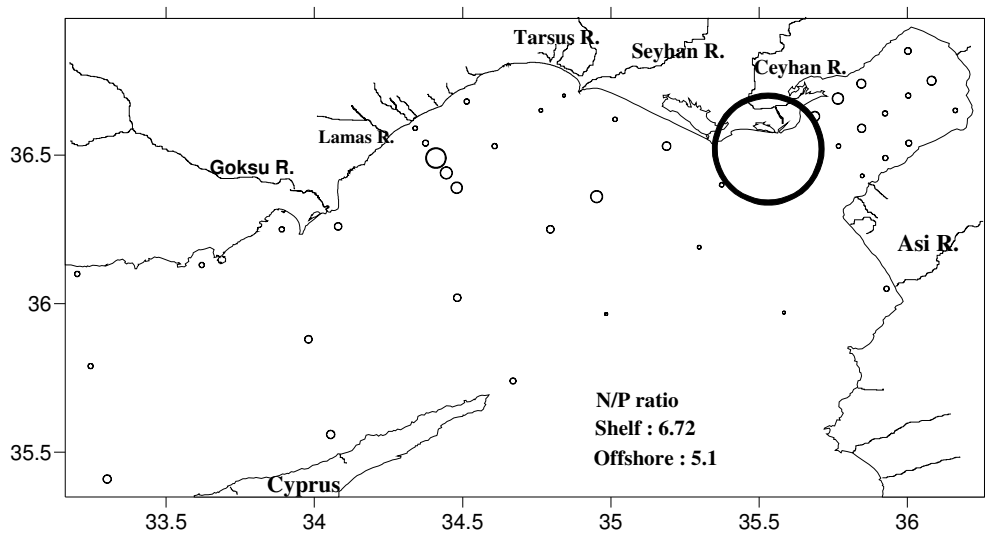 Tarsus R.
Seyhan R.
Ceyhan R.
Lamas R.
36.5
Goksu R.
Asi R.
36
N/P ratio
Shelf : 6.72
35.5
Offshore : 5.1
Cyprus
33.5 34 34.5 35 35.5 36